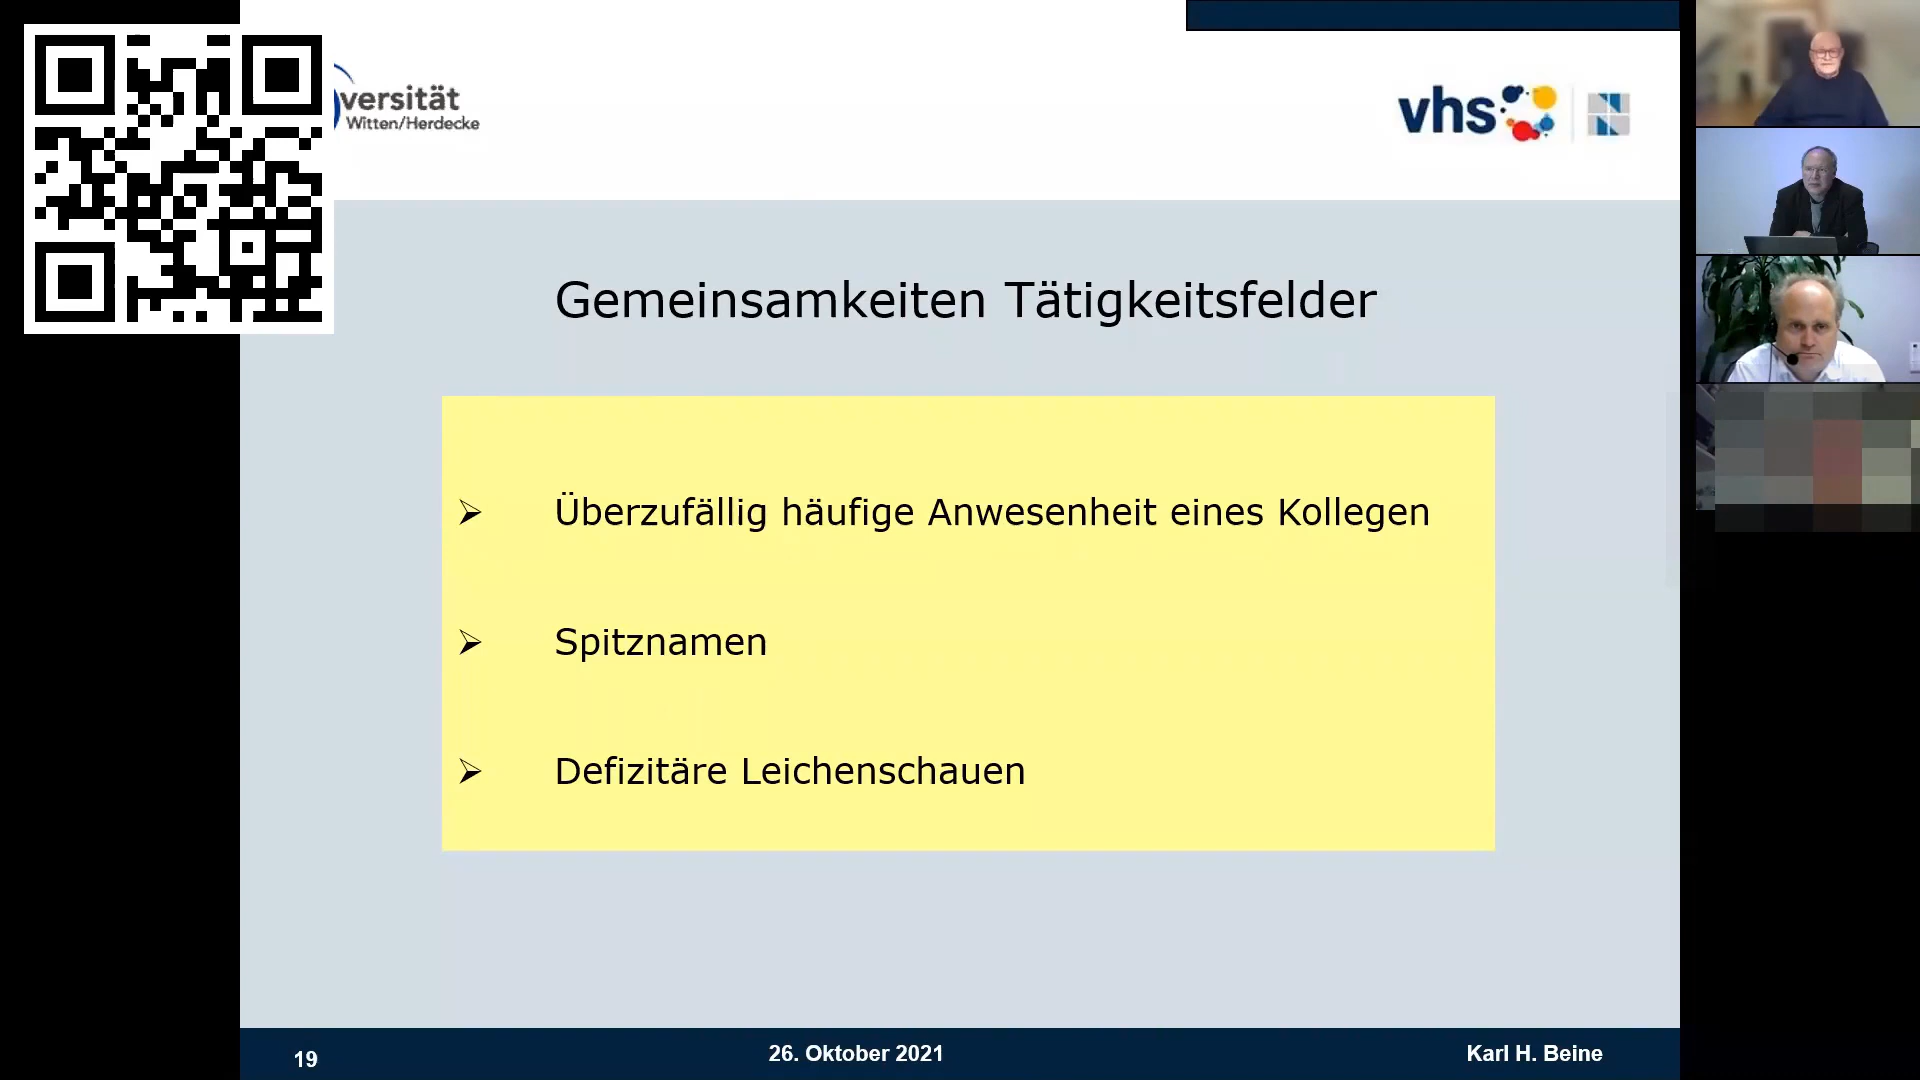 versität
Witten/Herdecke
vhs
Gemeinsamkeiten Tätigkeitsfelder
Überzufällig häufige Anwesenheit eines Kollegen
Spitznamen
Defizitäre Leichenschauen
19
26. Oktober 2021
Karl H. Beine